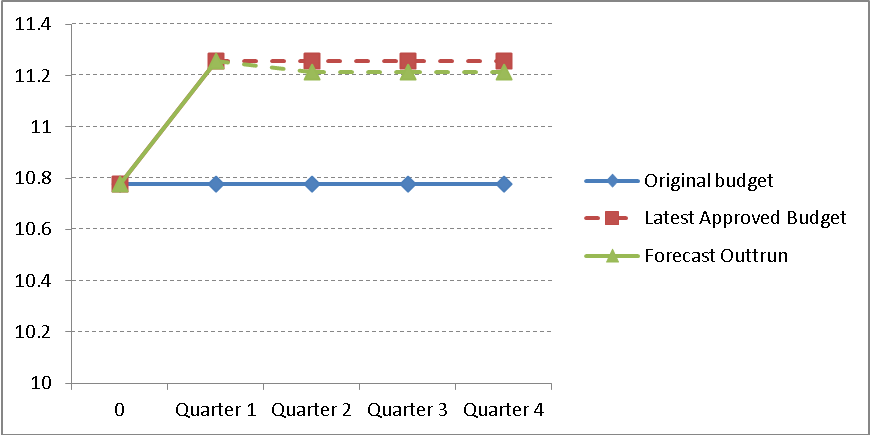 11.4
11.2
11
10.8
10.6
10.4
10.2
10
0 Quarter 1 Quarter 2 Quarter 3 Quarter 4
Original budget
Latest Approved Budget
Forecast Outtrun